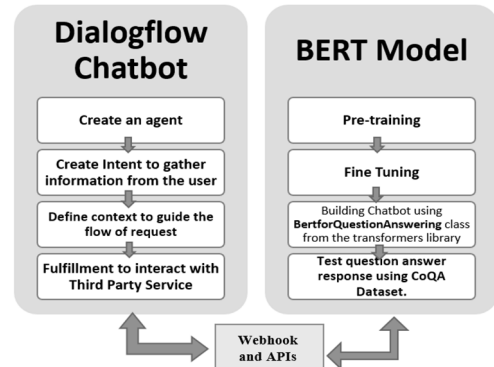 Dialogflow
Chatbot
Create an agent
Create Intent to gather
information from the user
Define context to guide the
flow of request
Fulfillment to interact with
Third Party Service
BERT Model
Pre-training
Fine Tuning
Building Chatbot using
BertforQuestionAnswering class
from the transformers library
Test question answer
response using CoQA
Dataset.
Webhook
and APIs